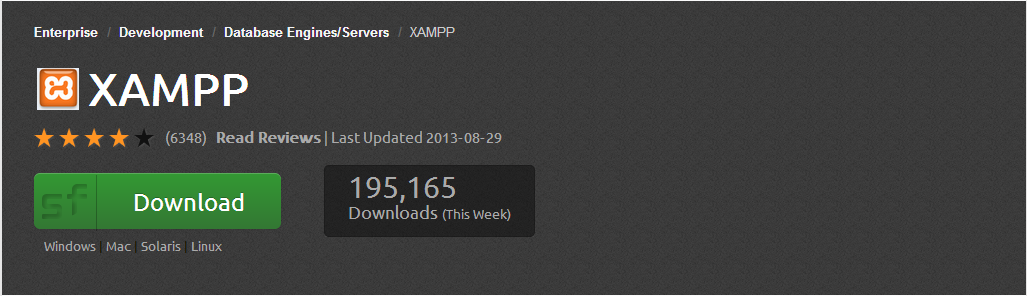 Enterprise / Development / Database Engines/Servers / XAMPP
XAMPP
(6348) Read Reviews | Last Updated 2013-08-29
sf Download
195,165
Downloads (This Week)
Windows | Mac | Solaris | Linux